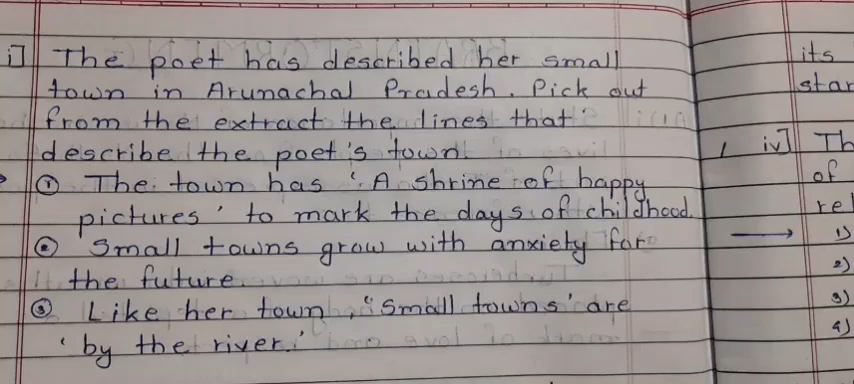 i] The poet has described her small
town in Arunachal Pradesh. Pick out
from the extract the lines that
describe the poet's town.
① The town has 'A shrine of happy
pictures' to mark the days of childhood.
② 'Small towns grow with anxiety for
the future.
③ Like her town, 'Small towns' are
'by the river.'
its
star
iv] Th
of
rel
1)
2)
3)
4)